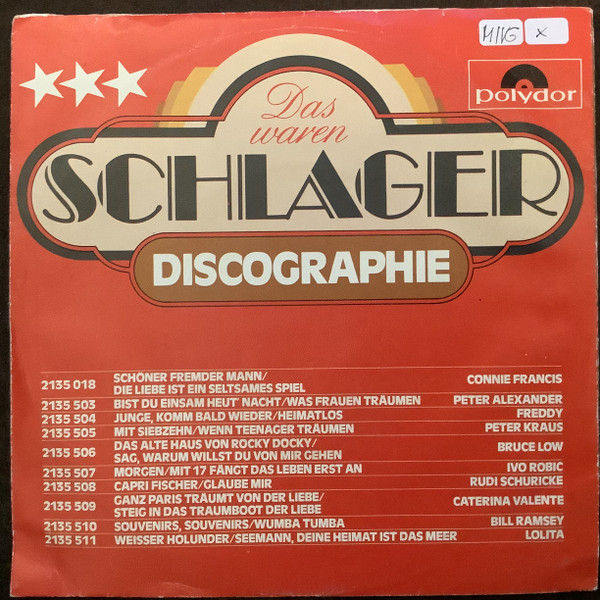 MIIG
x
polydor
Das
waren
SCHLAGER
DISCOGRAPHIE
2135 018 SCHÖNER FREMDER MANN/
DIE LIEBE IST EIN SELTSAMES SPIEL CONNIE FRANCIS
2135 503 BIST DU EINSAM HEUT' NACHT/WAS FRAUEN TRÄUMEN PETER ALEXANDER
2135 504 JUNGE, KOMM BALD WIEDER/HEIMATLOS FREDDY
2135 505 MIT SIEBZEHN/WENN TEENAGER TRÄUMEN PETER KRAUS
2135 506 DAS ALTE HAUS VON ROCKY DOCKY/
SAG, WARUM WILLST DU VON MIR GEHEN BRUCE LOW
2135 507 MORGEN/MIT 17 FÄNGT DAS LEBEN ERST AN IVO ROBIC
2135 508 CAPRI FISCHER/GLAUBE MIR RUDI SCHURICKE
2135 509 GANZ PARIS TRÄUMT VON DER LIEBE/
STEIG IN DAS TRAUMBOOT DER LIEBE CATERINA VALENTE
2135 510 SOUVENIRS, SOUVENIRS/WUMBA TUMBA BILL RAMSEY
2135 511 WEISSER HOLUNDER/SEEMANN, DEINE HEIMAT IST DAS MEER LOLITA